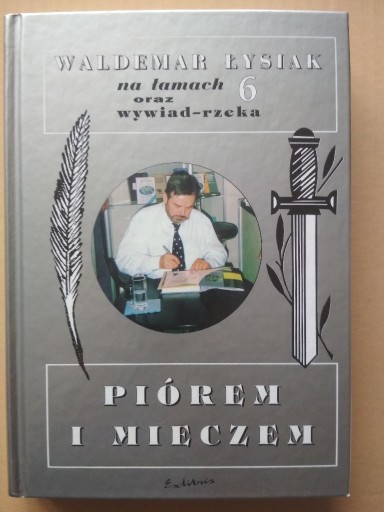 WALDEMAR ŁYSIAK
na łamach 6
oraz
wywiad-rzeka
PIÓREM
I MIECZEM
Exlibris